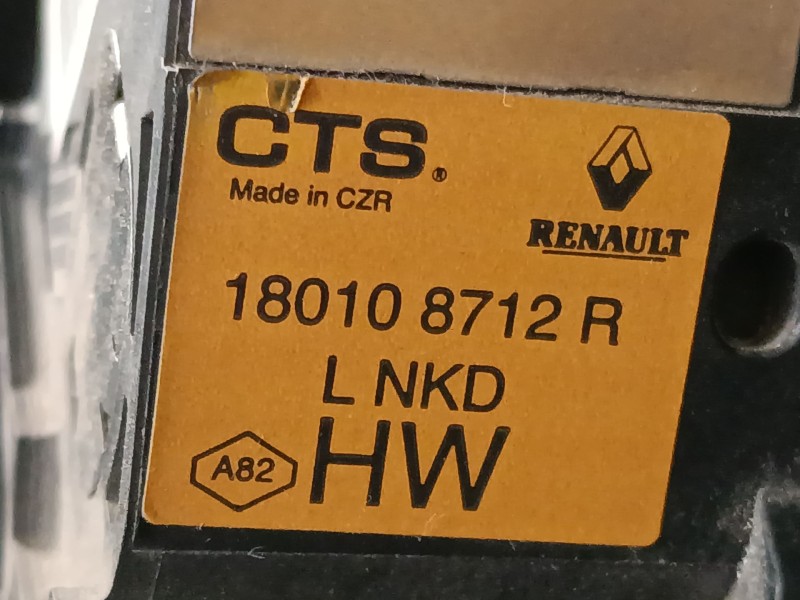 CTS.®
Made in CZR
RENAULT
18010 8712 R
L NKD
A82
HW